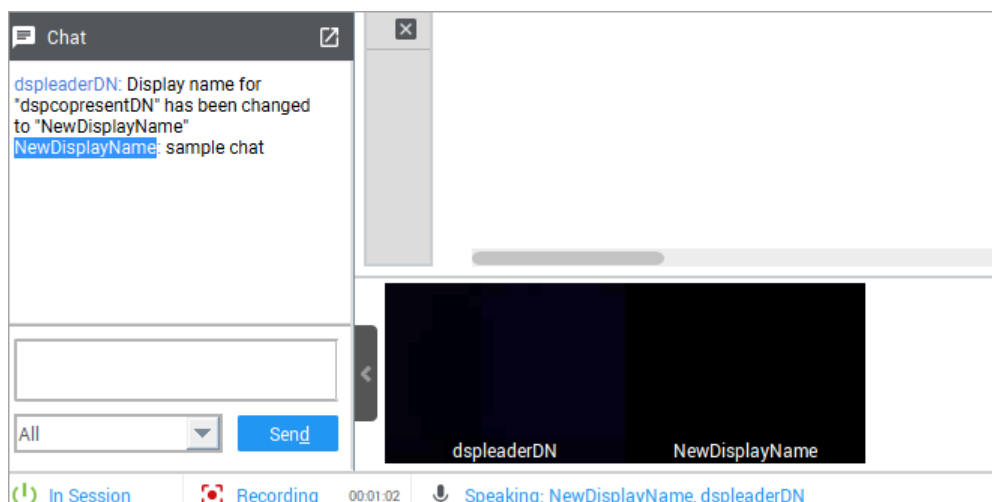 Chat
dspleaderDN: Display name for
"dspcopresentDN" has been changed
to "NewDisplayName"
NewDisplayName: sample chat
All
Send
dspleaderDN
NewDisplayName
In Session
Recording
00:01:02
Speaking: NewDisplayName, dspleaderDN